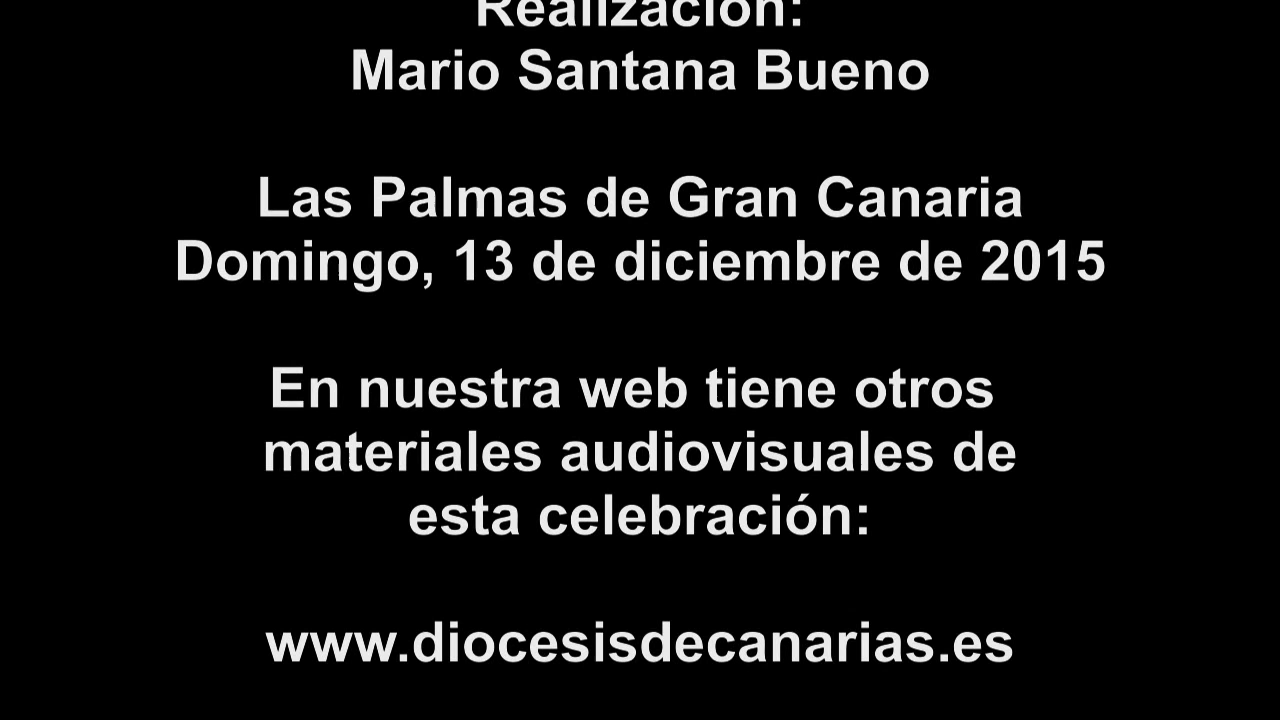 Realización:
Mario Santana Bueno
Las Palmas de Gran Canaria
Domingo, 13 de diciembre de 2015
En nuestra web tiene otros
materiales audiovisuales de
esta celebración:
www.diocesisdecanarias.es